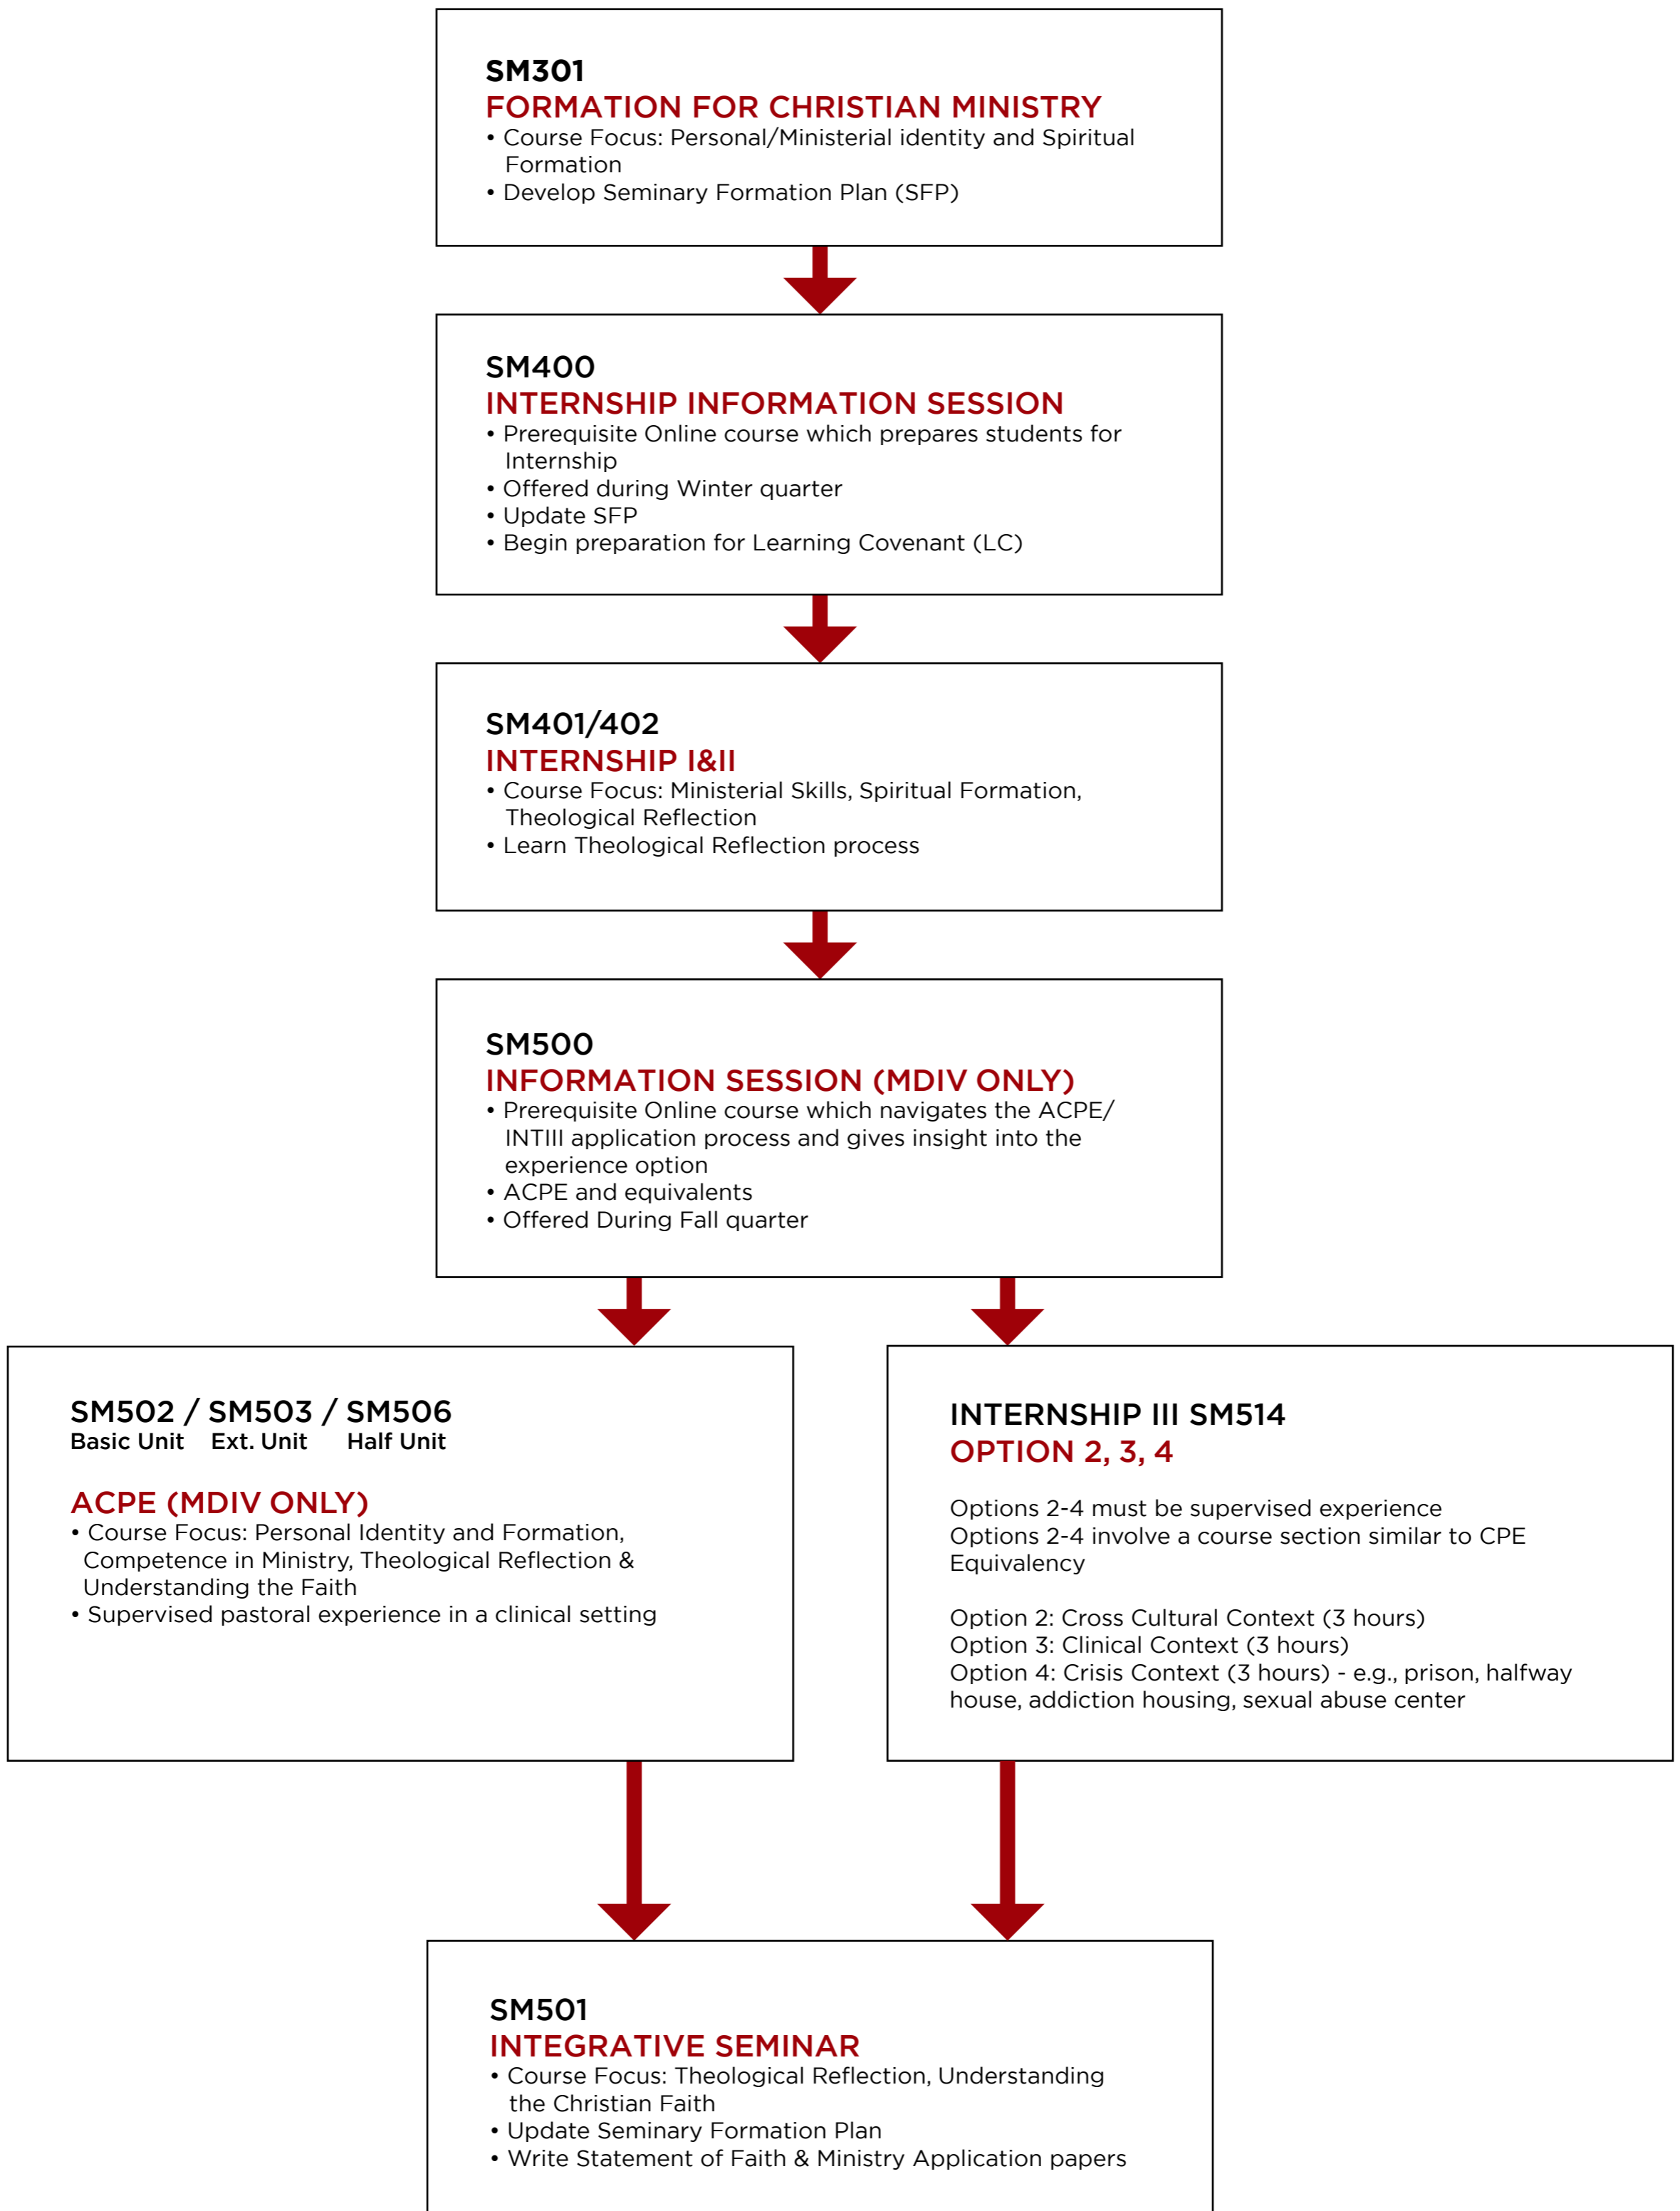 SM301
FORMATION FOR CHRISTIAN MINISTRY
• Course Focus: Personal/Ministerial identity and Spiritual
Formation
• Develop Seminary Formation Plan (SFP)
SM400
INTERNSHIP INFORMATION SESSION
• Prerequisite Online course which prepares students for
Internship
• Offered during Winter quarter
• Update SFP
• Begin preparation for Learning Covenant (LC)
SM401/402
INTERNSHIP I&II
• Course Focus: Ministerial Skills, Spiritual Formation,
Theological Reflection
• Learn Theological Reflection process
SM500
INFORMATION SESSION (MDIV ONLY)
• Prerequisite Online course which navigates the ACPE/
INTIII application process and gives insight into the
experience option
• ACPE and equivalents
• Offered During Fall quarter
SM502 / SM503 / SM506
Basic Unit Ext. Unit Half Unit
ACPE (MDIV ONLY)
• Course Focus: Personal Identity and Formation,
Competence in Ministry, Theological Reflection &
Understanding the Faith
• Supervised pastoral experience in a clinical setting
INTERNSHIP III SM514
OPTION 2, 3, 4
Options 2-4 must be supervised experience
Options 2-4 involve a course section similar to CPE
Equivalency
Option 2: Cross Cultural Context (3 hours)
Option 3: Clinical Context (3 hours)
Option 4: Crisis Context (3 hours) - e.g., prison, halfway
house, addiction housing, sexual abuse center
SM501
INTEGRATIVE SEMINAR
• Course Focus: Theological Reflection, Understanding
the Christian Faith
• Update Seminary Formation Plan
• Write Statement of Faith & Ministry Application papers